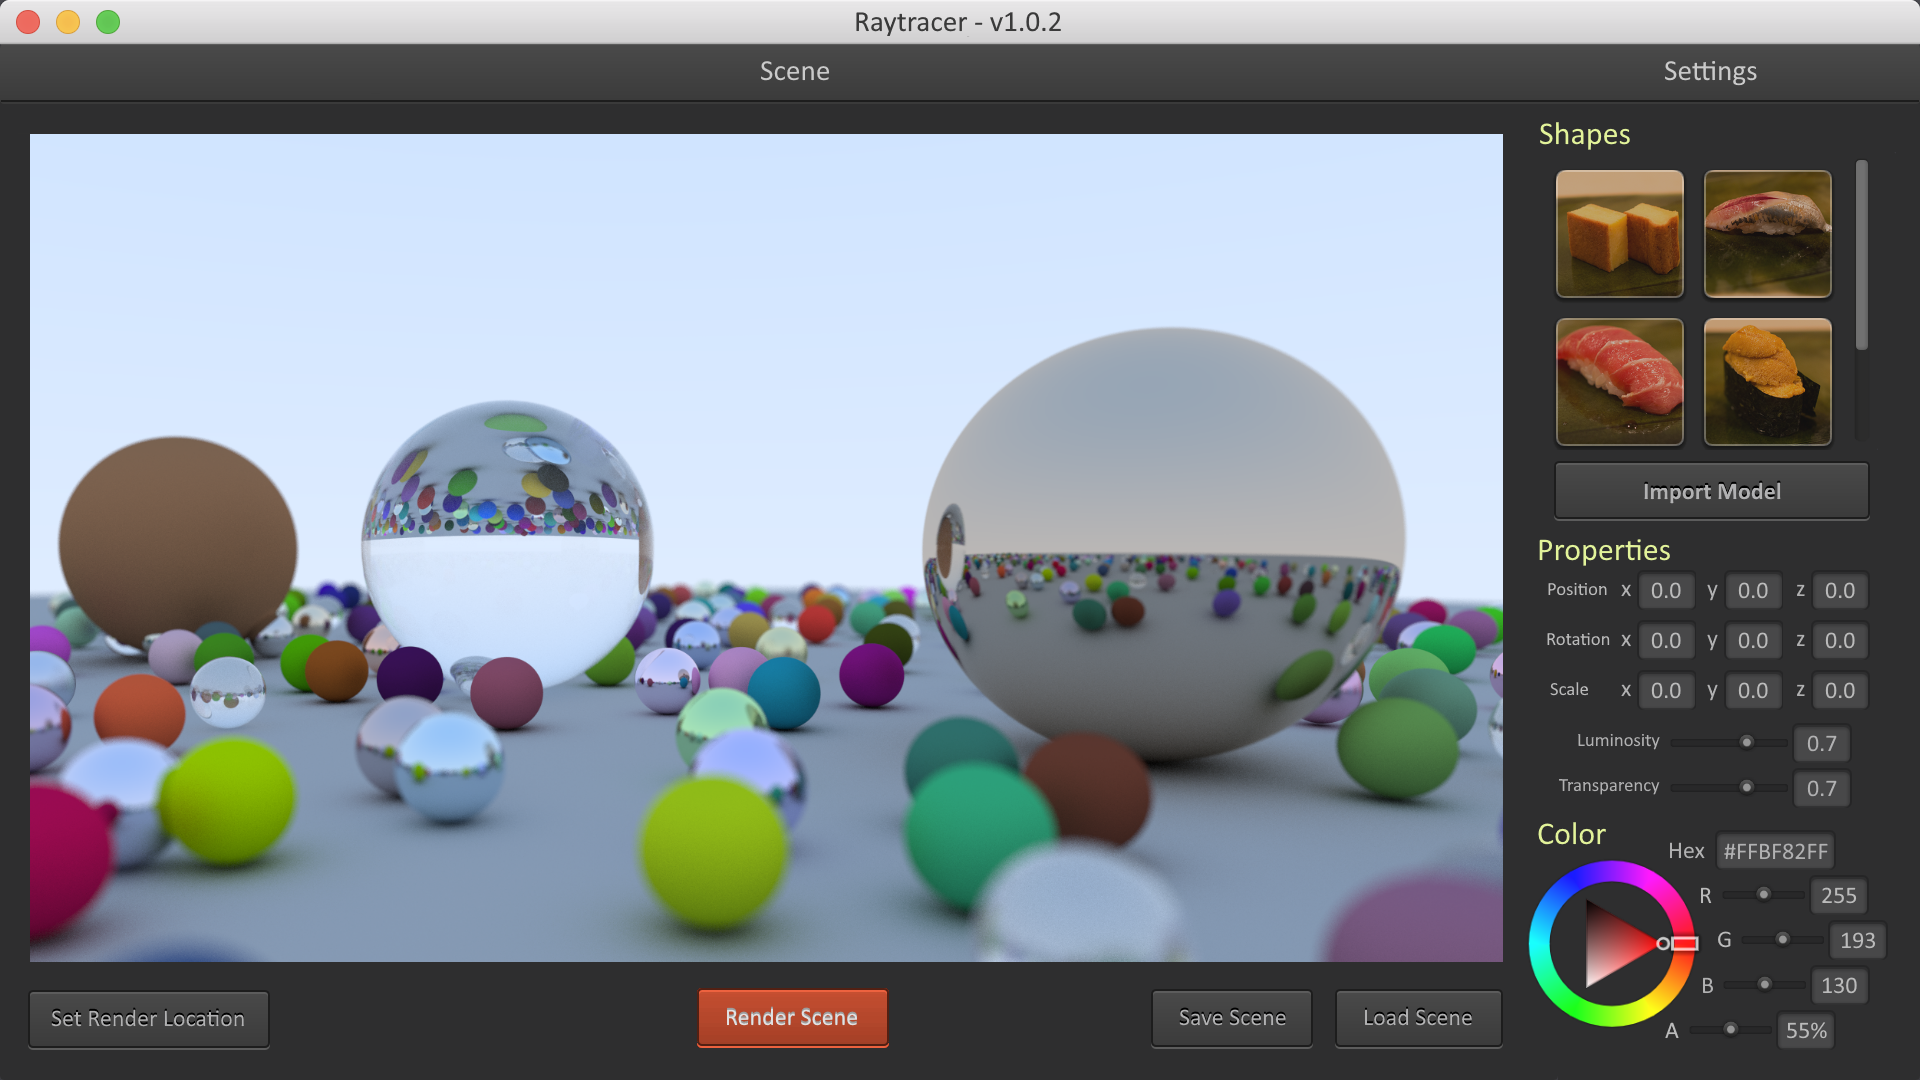 Raytracer - v1.0.2
Scene
Settings
Shapes
Import Model
Properties
Position x 0.0 y 0.0 z 0.0
Rotation x 0.0 y 0.0 z 0.0
Scale x 0.0 y 0.0 z 0.0
Luminosity 0.7
Transparency 0.7
Color
Hex #FFBF82FF
R 255
G 193
B 130
A 55%
Set Render Location
Render Scene
Save Scene
Load Scene